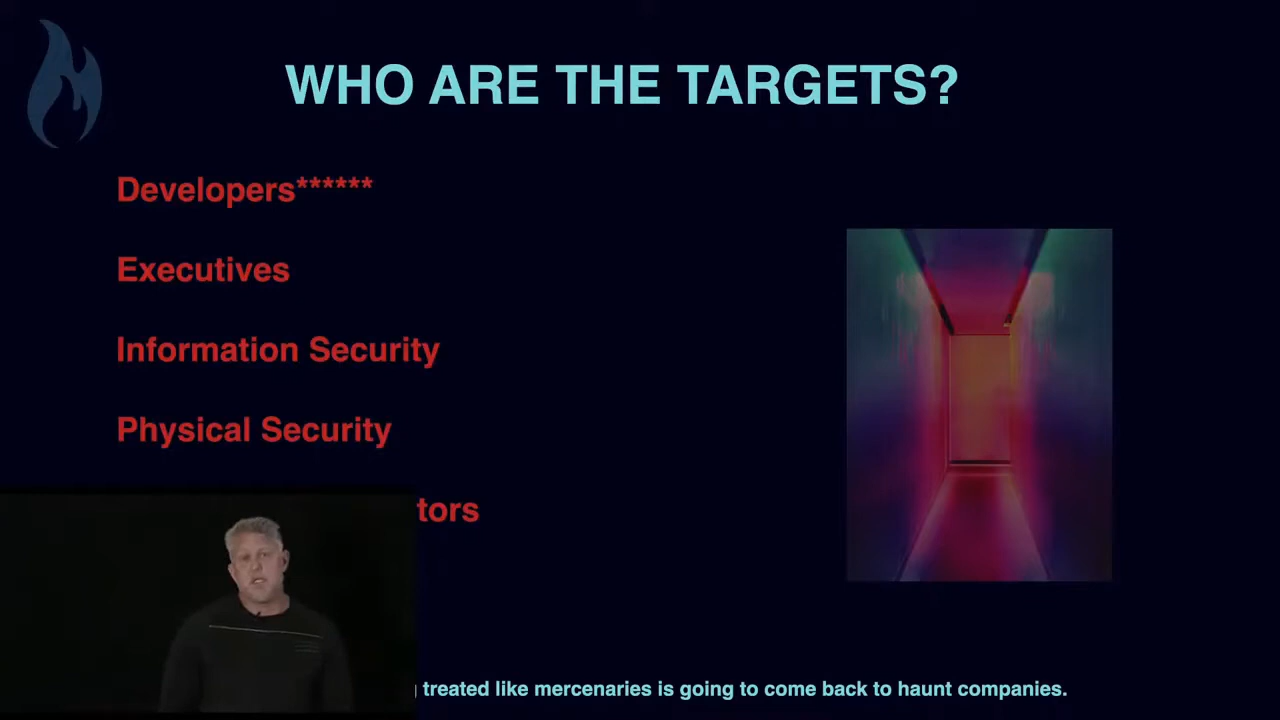 WHO ARE THE TARGETS?
Developers******
Executives
Information Security
Physical Security
tors
treated like mercenaries is going to come back to haunt companies.